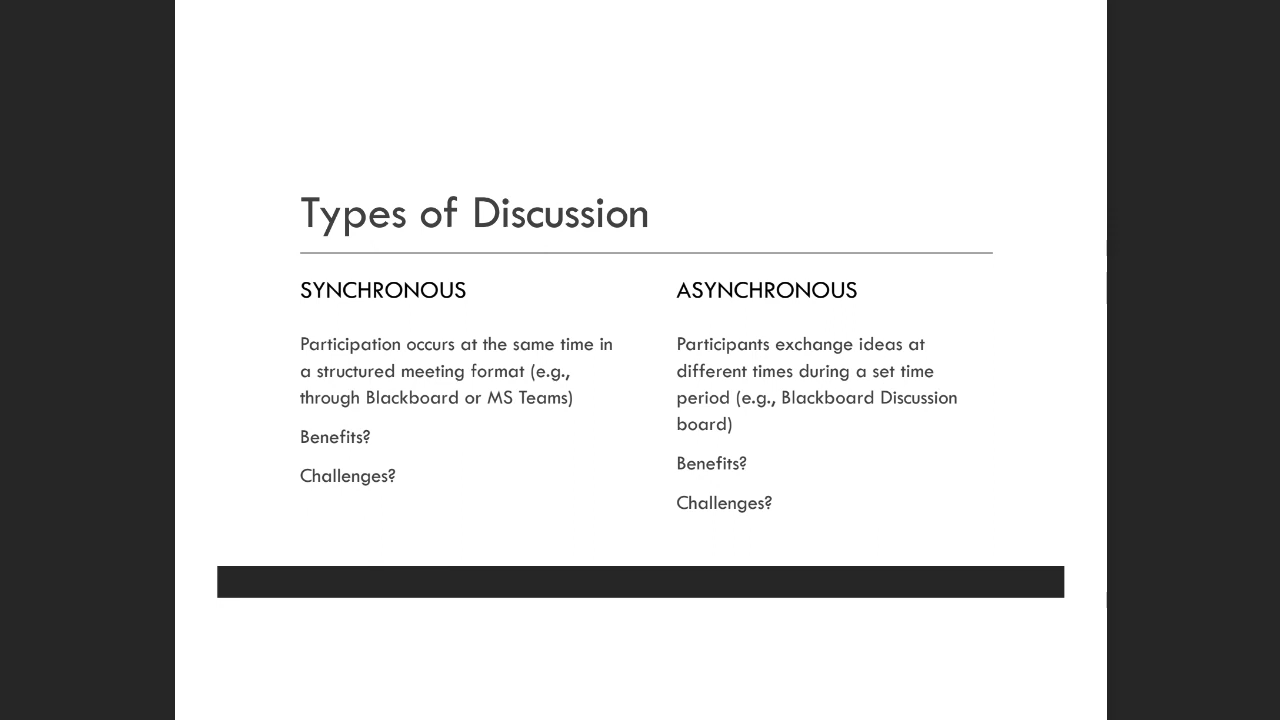 Types of Discussion
SYNCHRONOUS
Participation occurs at the same time in
a structured meeting format (e.g.,
through Blackboard or MS Teams)
Benefits?
Challenges?
ASYNCHRONOUS
Participants exchange ideas at
different times during a set time
period (e.g., Blackboard Discussion
board)
Benefits?
Challenges?